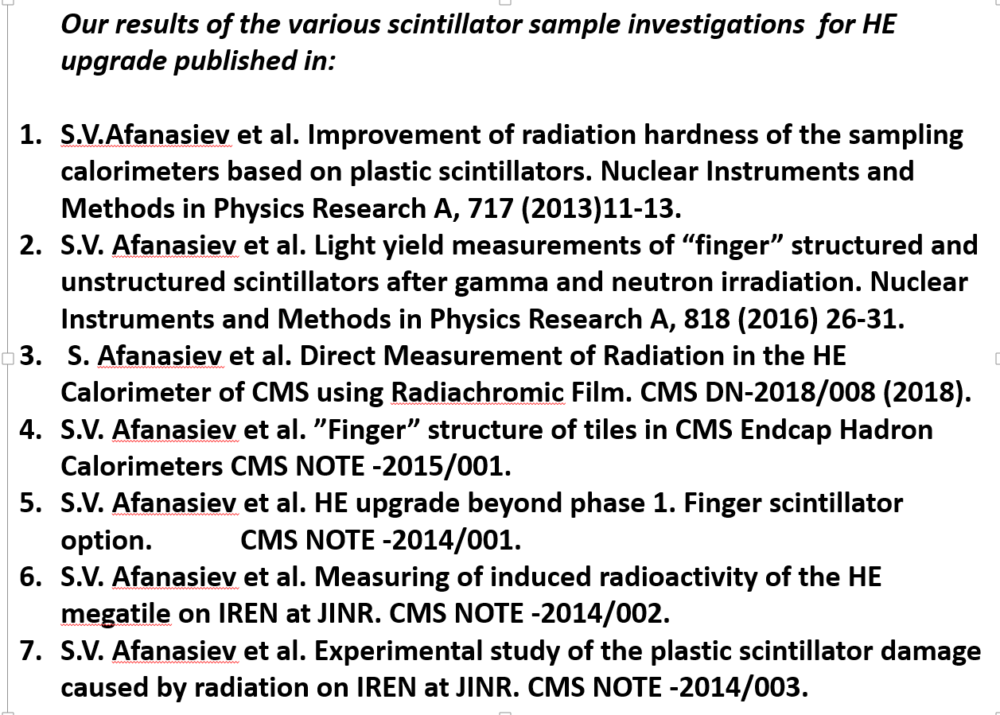 Our results of the various scintillator sample investigations  for HE
upgrade published in:
1. S.V.Afanasiev et al. Improvement of radiation hardness of the sampling
calorimeters based on plastic scintillators. Nuclear Instruments and
Methods in Physics Research A, 717 (2013)11-13.
2. S.V. Afanasiev et al. Light yield measurements of “finger” structured and
unstructured scintillators after gamma and neutron irradiation. Nuclear
Instruments and Methods in Physics Research A, 818 (2016) 26-31.
3.  S. Afanasiev et al. Direct Measurement of Radiation in the HE
Calorimeter of CMS using Radiachromic Film. CMS DN-2018/008 (2018).
4. S.V. Afanasiev et al. ”Finger” structure of tiles in CMS Endcap Hadron
Calorimeters CMS NOTE -2015/001.
5. S.V. Afanasiev et al. HE upgrade beyond phase 1. Finger scintillator
option.          CMS NOTE -2014/001.
6. S.V. Afanasiev et al. Measuring of induced radioactivity of the HE
megatile on IREN at JINR. CMS NOTE -2014/002.
7. S.V. Afanasiev et al. Experimental study of the plastic scintillator damage
caused by radiation on IREN at JINR. CMS NOTE -2014/003.